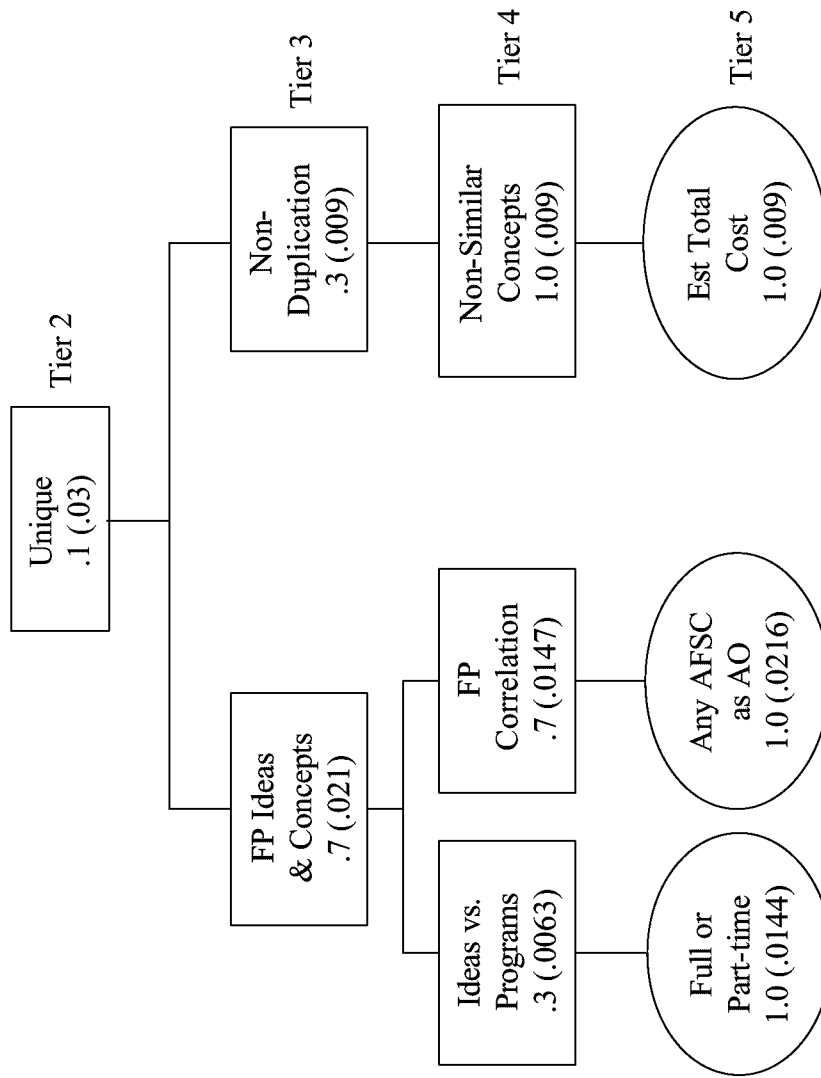 Unique
.1 (.03)
Tier 2
FP Ideas
& Concepts
.7 (.021)
Non-
Duplication
.3 (.009)
Tier 3
Ideas vs.
Programs
.3 (.0063)
FP
Correlation
.7 (.0147)
Non-Similar
Concepts
1.0 (.009)
Tier 4
Full or
Part-time
1.0 (.0144)
Any AFSC
as AO
1.0 (.0216)
Est Total
Cost
1.0 (.009)
Tier 5